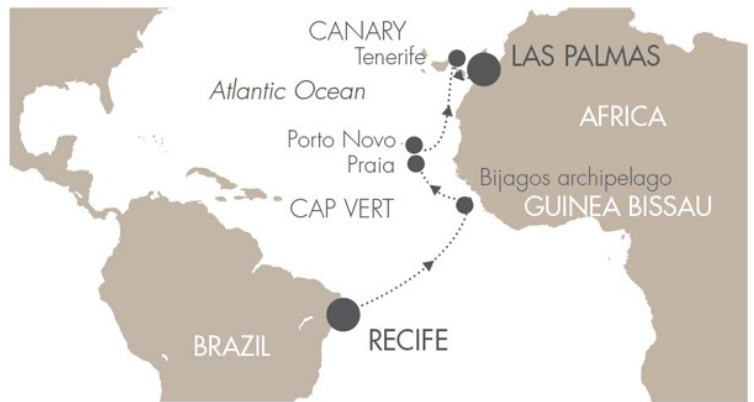 CANARY
Tenerife
LAS PALMAS
Atlantic Ocean
AFRICA
Porto Novo
Praia
Bijagos archipelago
CAP VERT
GUINEA BISSAU
BRAZIL
RECIFE